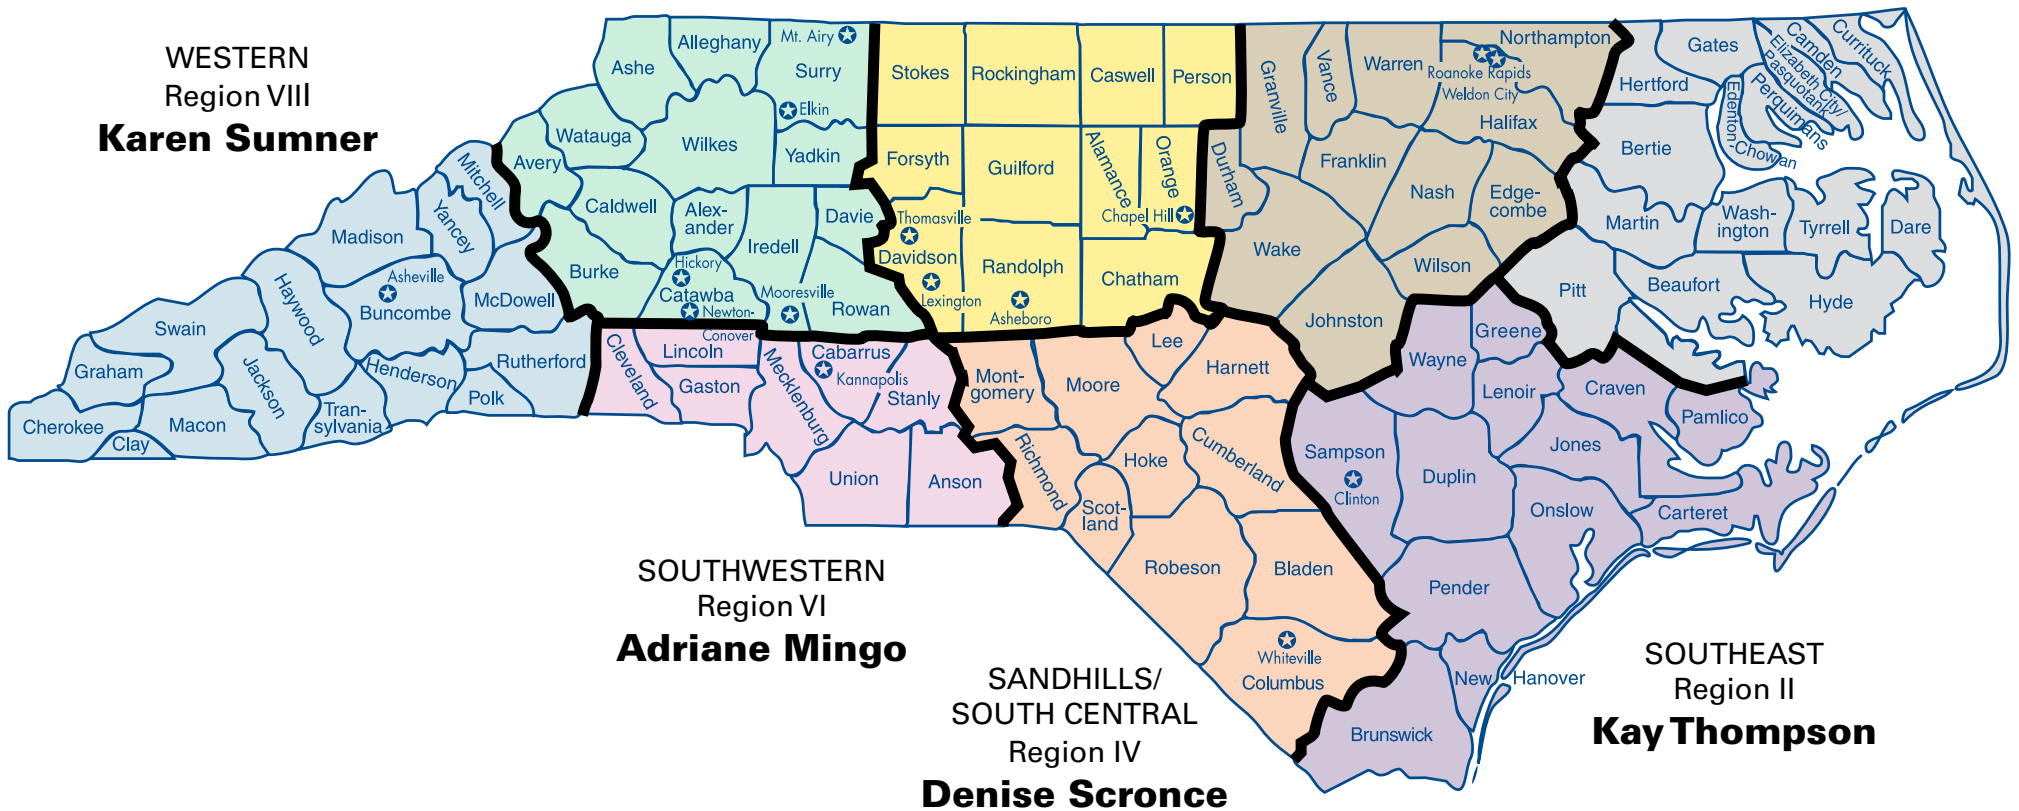 WESTERN
Region VIII
Karen Sumner
Ashe
Alleghany
Mt. Airy
Surry
Elkin
Watauga
Wilkes
Yadkin
Avery
Caldwell
Alex-
ander
Iredell
Davie
Burke
Hickory
Catawba
Newton-
Conover
Mooresville
Rowan
Mitchell
Yancey
Madison
Haywood
Asheville
Buncombe
McDowell
Swain
Graham
Jackson
Henderson
Rutherford
Polk
Cherokee
Clay
Macon
Tran-
sylvania
Stokes
Rockingham
Caswell
Person
Forsyth
Guilford
Alamance
Orange
Chapel Hill
Thomasville
Davidson
Lexington
Randolph
Asheboro
Chatham
Granville
Vance
Warren
Northampton
Roanoke Rapids
Weldon City
Halifax
Durham
Franklin
Nash
Edge-
combe
Wake
Wilson
Johnston
Gates
Hertford
Camden
Currituck
Elizabeth City/
Pasquotank
Perquimans
Edenton-Chowan
Bertie
Martin
Wash-
ington
Tyrrell
Dare
Pitt
Beaufort
Hyde
Cleveland
Lincoln
Gaston
Mecklenburg
Cabarrus
Kannapolis
Stanly
Union
Anson
SOUTHWESTERN
Region VI
Adriane Mingo
Mont-
gomery
Moore
Lee
Harnett
Richmond
Hoke
Cumberland
Scot-
land
Robeson
Bladen
Whiteville
Columbus
SANDHILLS/
SOUTH CENTRAL
Region IV
Denise Scronce
Wayne
Greene
Lenoir
Craven
Pamlico
Sampson
Clinton
Duplin
Jones
Onslow
Carteret
Pender
New Hanover
Brunswick
SOUTHEAST
Region II
Kay Thompson